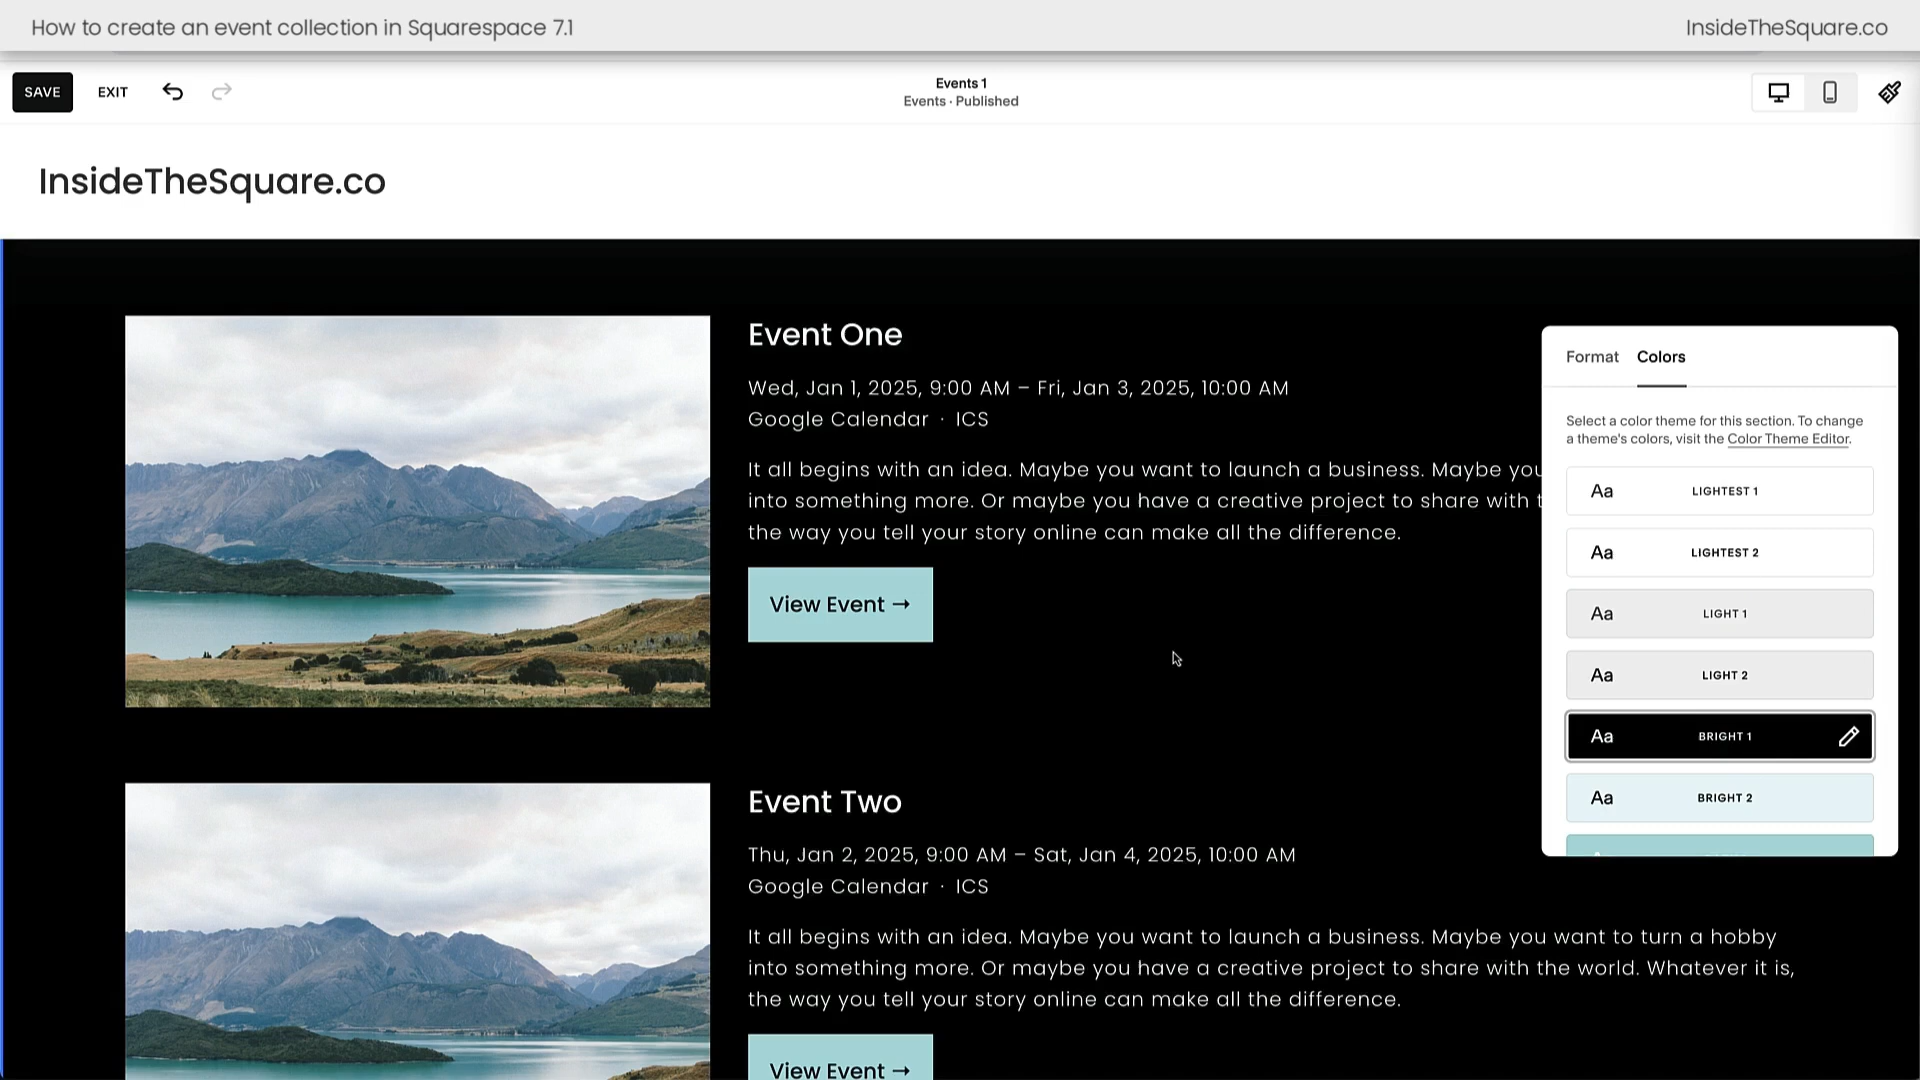 How to create an event collection in Squarespace 7.1
InsideTheSquare.co
SAVE
EXIT
Events 1
Events · Published
InsideTheSquare.co
Event One
Wed, Jan 1, 2025, 9:00 AM – Fri, Jan 3, 2025, 10:00 AM
Google Calendar · ICS
It all begins with an idea. Maybe you want to launch a business. Maybe you
into something more. Or maybe you have a creative project to share with
the way you tell your story online can make all the difference.
View Event →
Event Two
Thu, Jan 2, 2025, 9:00 AM – Sat, Jan 4, 2025, 10:00 AM
Google Calendar · ICS
It all begins with an idea. Maybe you want to launch a business. Maybe you want to turn a hobby
into something more. Or maybe you have a creative project to share with the world. Whatever it is,
the way you tell your story online can make all the difference.
View Event →
Format
Colors
Select a color theme for this section. To change
a theme's colors, visit the Color Theme Editor.
Aa LIGHTEST 1
Aa LIGHTEST 2
Aa LIGHT 1
Aa LIGHT 2
Aa BRIGHT 1
Aa BRIGHT 2